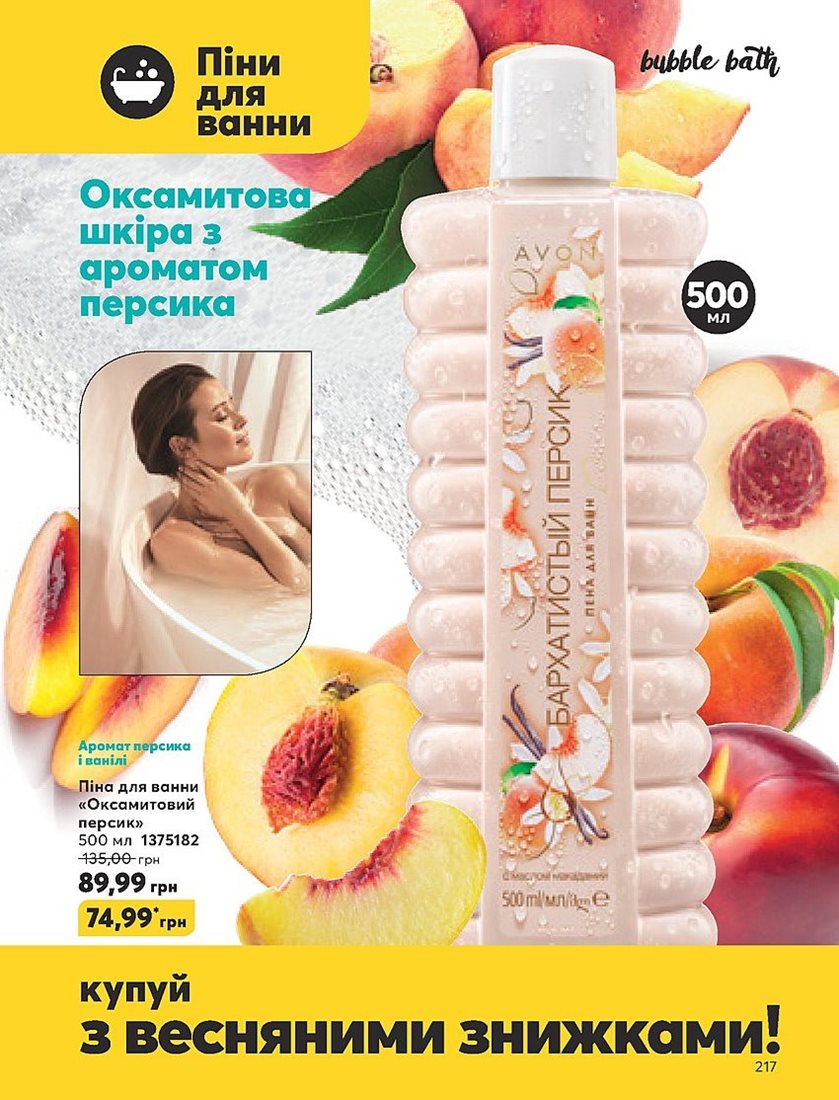 Піни
для
ванни
bubble bath
Оксамитова
шкіра з
ароматом
персика
500
МЛ
AVON
БАРХАТИСТЫЙ ПЕРСИК
ПЕНА ДЛЯ ВАНН
с маслом макадамии
500 ml/мл/გ℮
Аромат персика
і ванілі
Піна для ванни
«Оксамитовий
персик»
500 мл 1375182
135,00 грн
89,99 грн
74,99* грн
купуй
з весняними знижками!
217